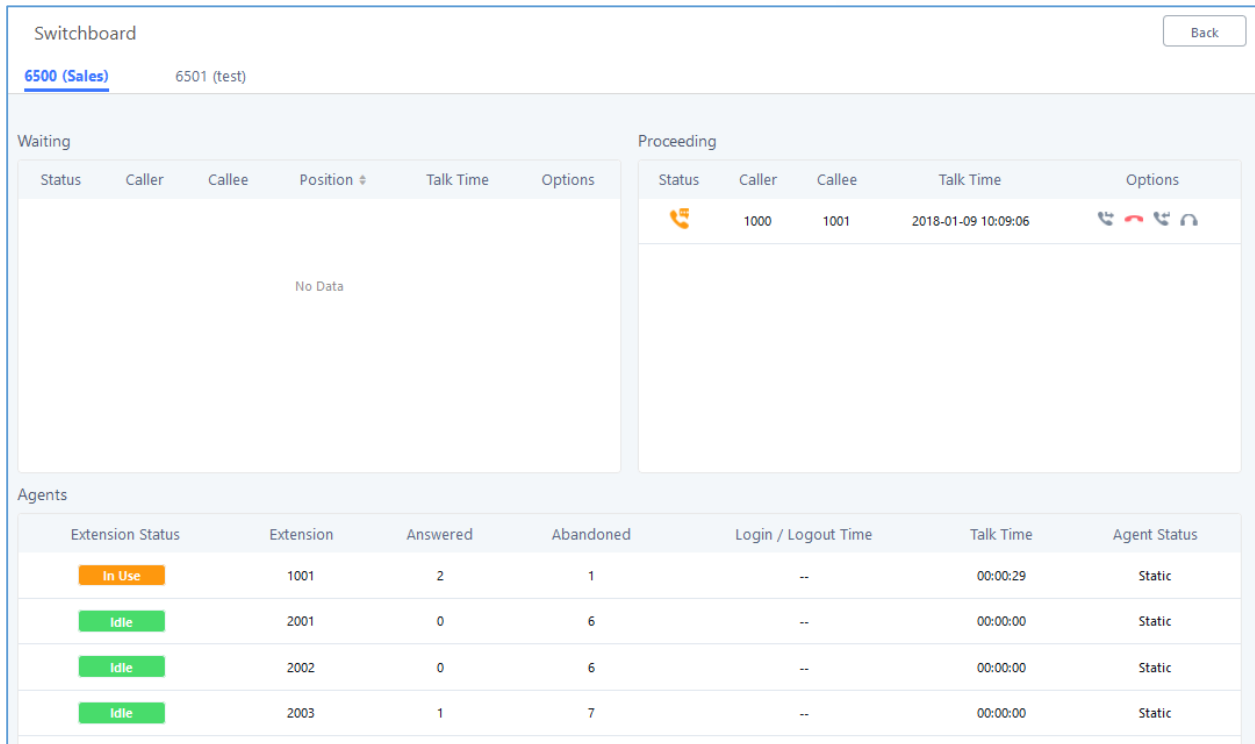 Switchboard
Back
6500 (Sales) 6501 (test)
Waiting
Status Caller Callee Position Talk Time Options
No Data
Proceeding
Status Caller Callee Talk Time Options
1000 1001 2018-01-09 10:09:06
Agents
Extension Status Extension Answered Abandoned Login / Logout Time Talk Time Agent Status
In Use 1001 2 1 -- 00:00:29 Static
Idle 2001 0 6 -- 00:00:00 Static
Idle 2002 0 6 -- 00:00:00 Static
Idle 2003 1 7 -- 00:00:00 Static